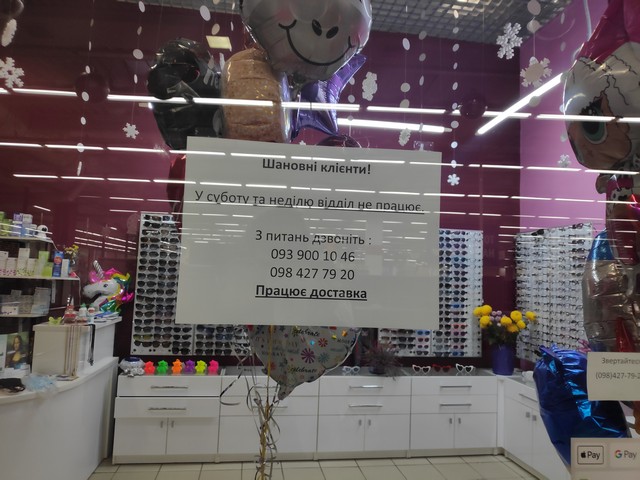 Шановні клієнти!
У суботу та неділю відділ не працює.
З питань дзвоніть :
093 900 10 46
098 427 79 20
Працює доставка
(098)427-79-2
Pay
G Pay